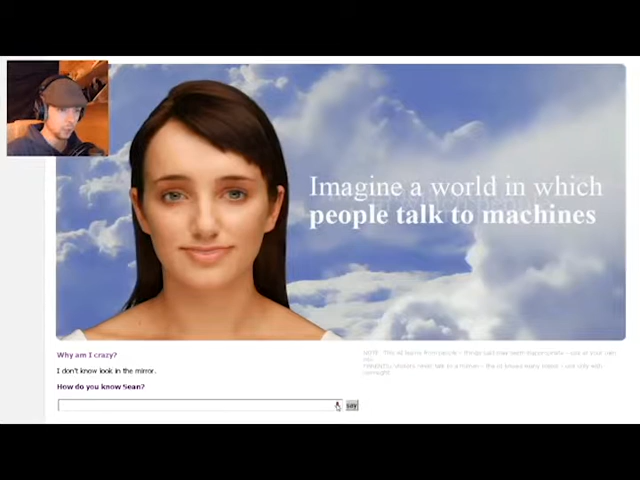 Imagine a world in which
people talk to machines
Why am I crazy?
I don't know look in the mirror.
How do you know Sean?
say